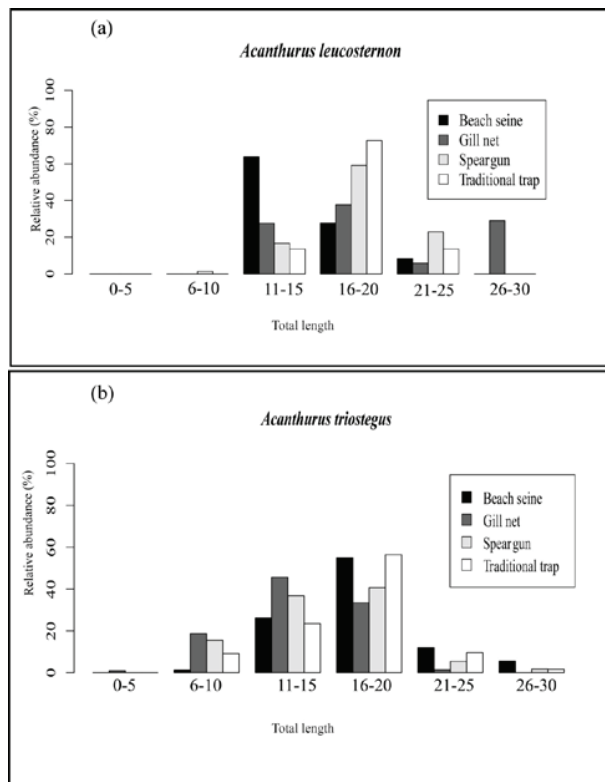 (a)
Acanthurus leucosternon
Relative abundance (%)
100
80
60
40
20
0
Beach seine
Gill net
Speargun
Traditional trap
0-5 6-10 11-15 16-20 21-25 26-30
Total length
(b)
Acanthurus triostegus
Relative abundance (%)
100
80
60
40
20
0
Beach seine
Gill net
Speargun
Traditional trap
0-5 6-10 11-15 16-20 21-25 26-30
Total length